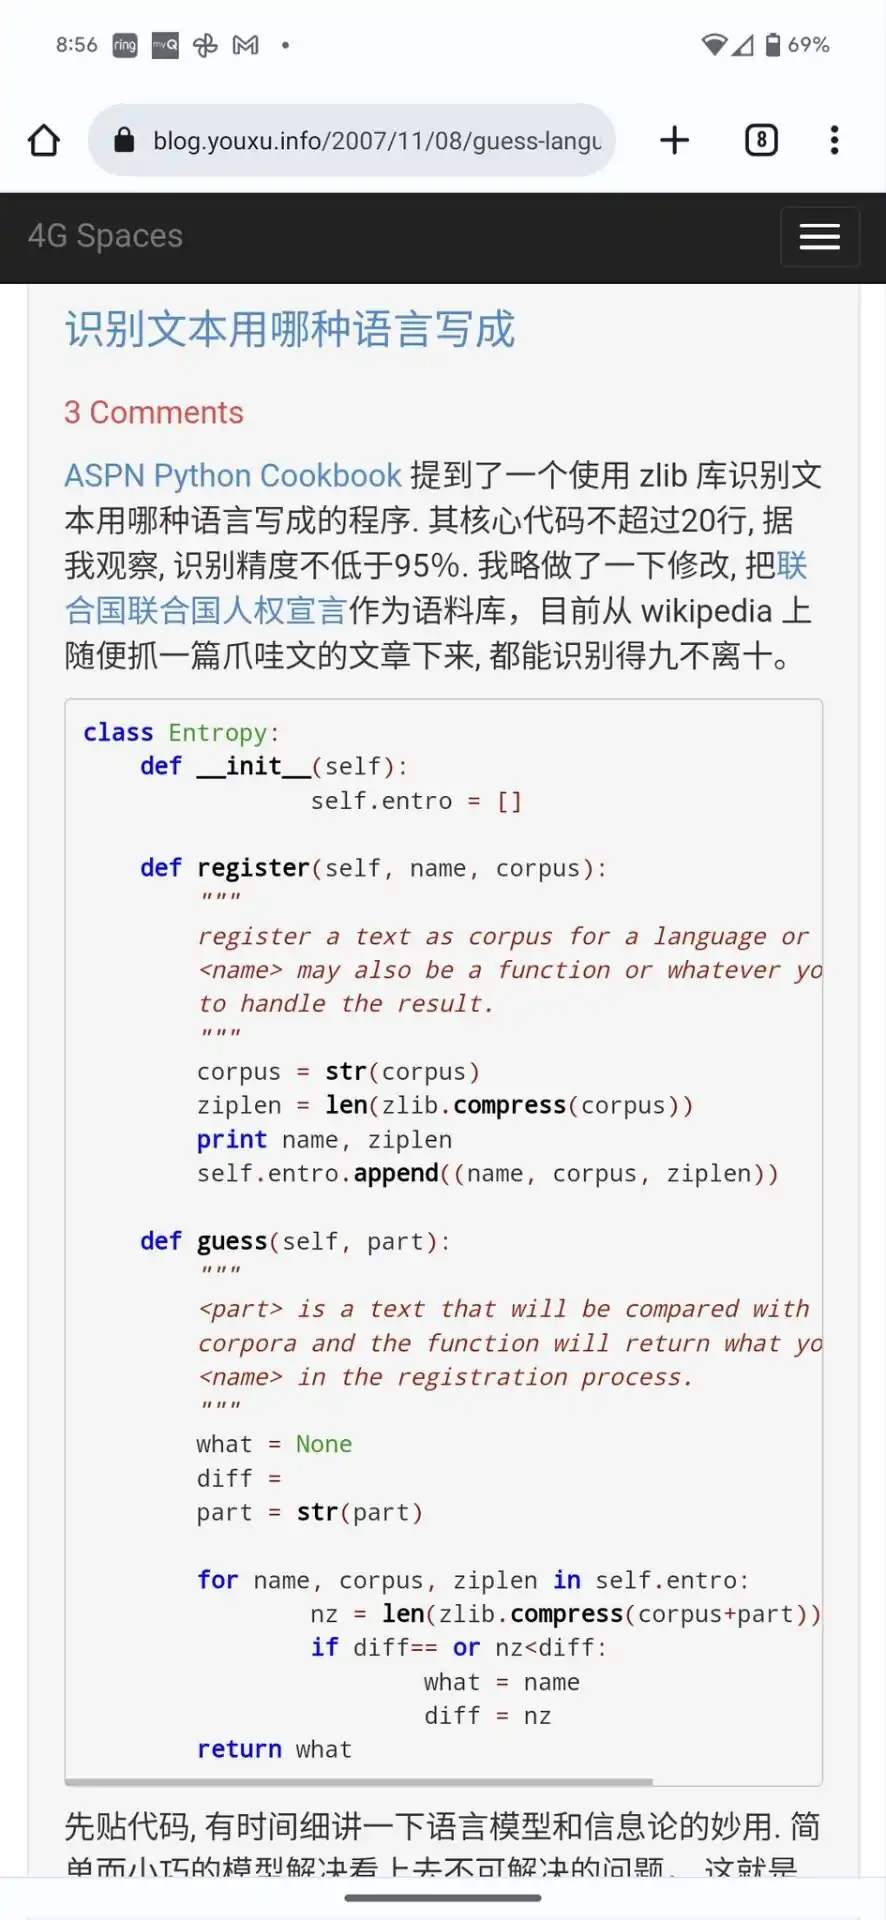 8:56 ring myQ 69%
blog.youxu.info/2007/11/08/guess-langu 8
4G Spaces
识别文本用哪种语言写成
3 Comments
ASPN Python Cookbook 提到了一个使用 zlib 库识别文
本用哪种语言写成的程序. 其核心代码不超过20行, 据
我观察, 识别精度不低于95%. 我略做了一下修改, 把联
合国联合国人权宣言作为语料库，目前从 wikipedia 上
随便抓一篇爪哇文的文章下来, 都能识别得九不离十。
class Entropy:
    def __init__(self):
            self.entro = []
    def register(self, name, corpus):
        """
        register a text as corpus for a language or
        <name> may also be a function or whatever yo
        to handle the result.
        """
        corpus = str(corpus)
        ziplen = len(zlib.compress(corpus))
        print name, ziplen
        self.entro.append((name, corpus, ziplen))
    def guess(self, part):
        """
        <part> is a text that will be compared with
        corpora and the function will return what yo
        <name> in the registration process.
        """
        what = None
        diff =
        part = str(part)
        for name, corpus, ziplen in self.entro:
                nz = len(zlib.compress(corpus+part))
                if diff== or nz<diff:
                        what = name
                        diff = nz
        return what
先贴代码, 有时间细讲一下语言模型和信息论的妙用. 简
单而小巧的模型解决看上去不可解决的问题。 这就是